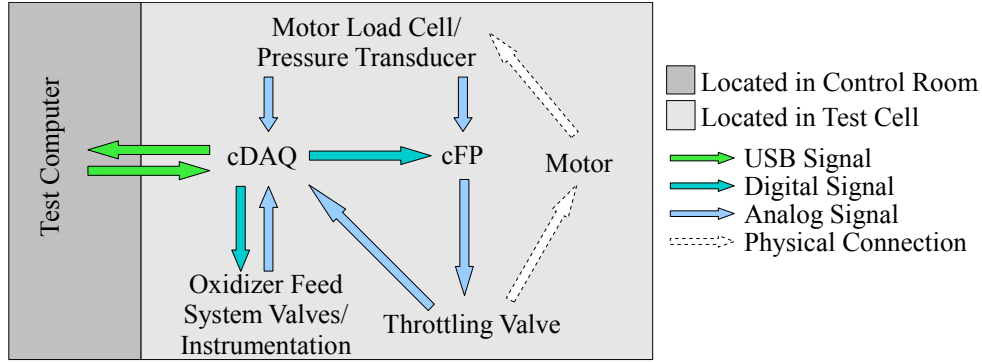 Motor Load Cell/
Pressure Transducer
Test Computer
cDAQ
cFP
Motor
Oxidizer Feed
System Valves/
Instrumentation
Throttling Valve
Located in Control Room
Located in Test Cell
USB Signal
Digital Signal
Analog Signal
Physical Connection